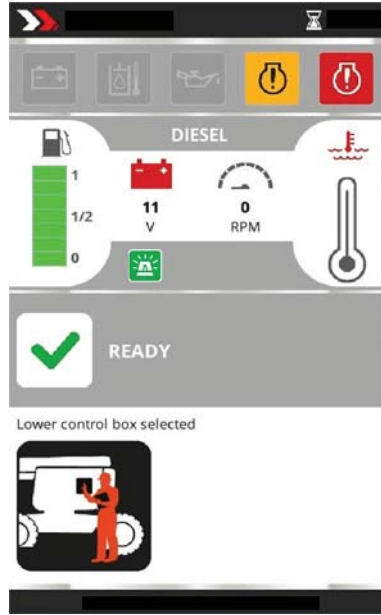 DIESEL
1
1/2
0
11
V
0
RPM
READY
Lower control box selected